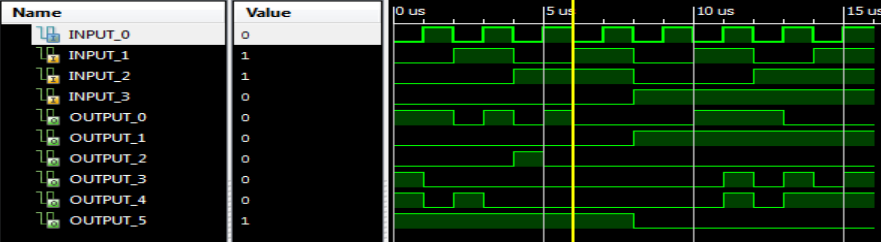 Name Value 0 us 5 us 10 us 15 us
INPUT_0 0
INPUT_1 1
INPUT_2 1
INPUT_3 0
OUTPUT_0 0
OUTPUT_1 0
OUTPUT_2 0
OUTPUT_3 0
OUTPUT_4 0
OUTPUT_5 1